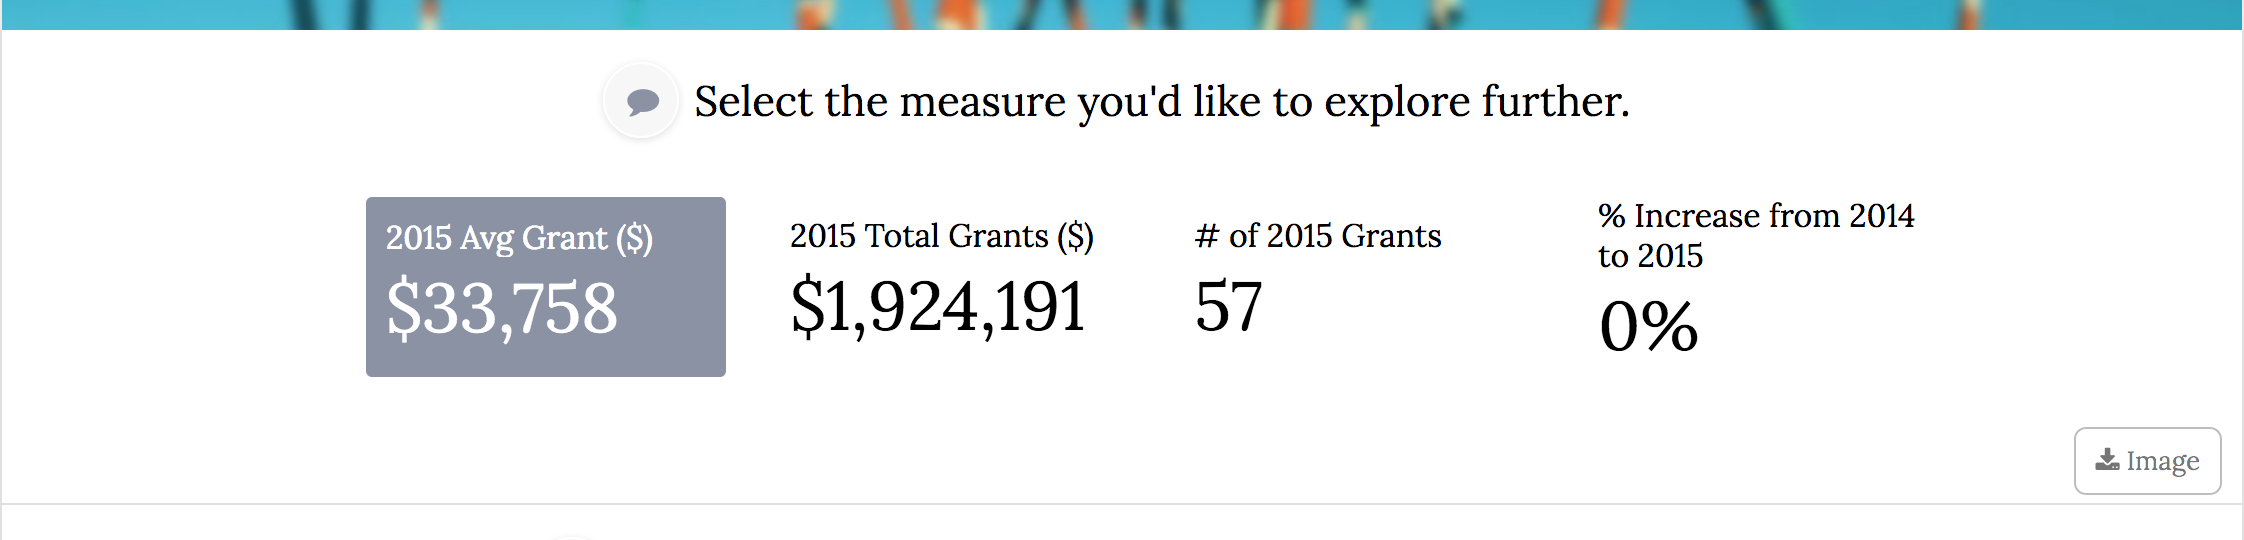 Select the measure you'd like to explore further.
2015 Avg Grant ($)
$33,758
2015 Total Grants ($)
$1,924,191
# of 2015 Grants
57
% Increase from 2014
to 2015
0%
Image